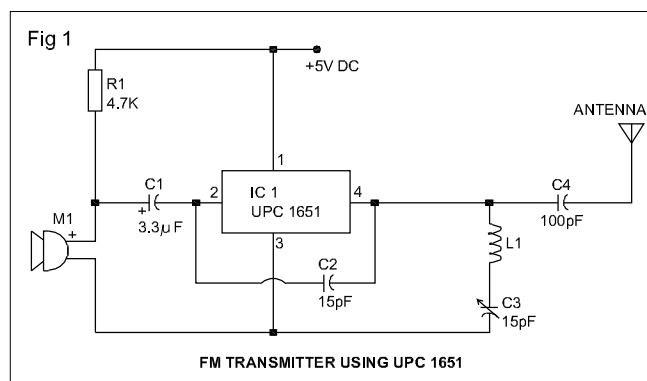 Fig 1
+5V DC
R1
4.7K
ANTENNA
C1
+
3.3µF
2
1
IC 1
UPC 1651
4
3
C4
100pF
M1
+
C2
15pF
L1
C3
15pF
FM TRANSMITTER USING UPC 1651